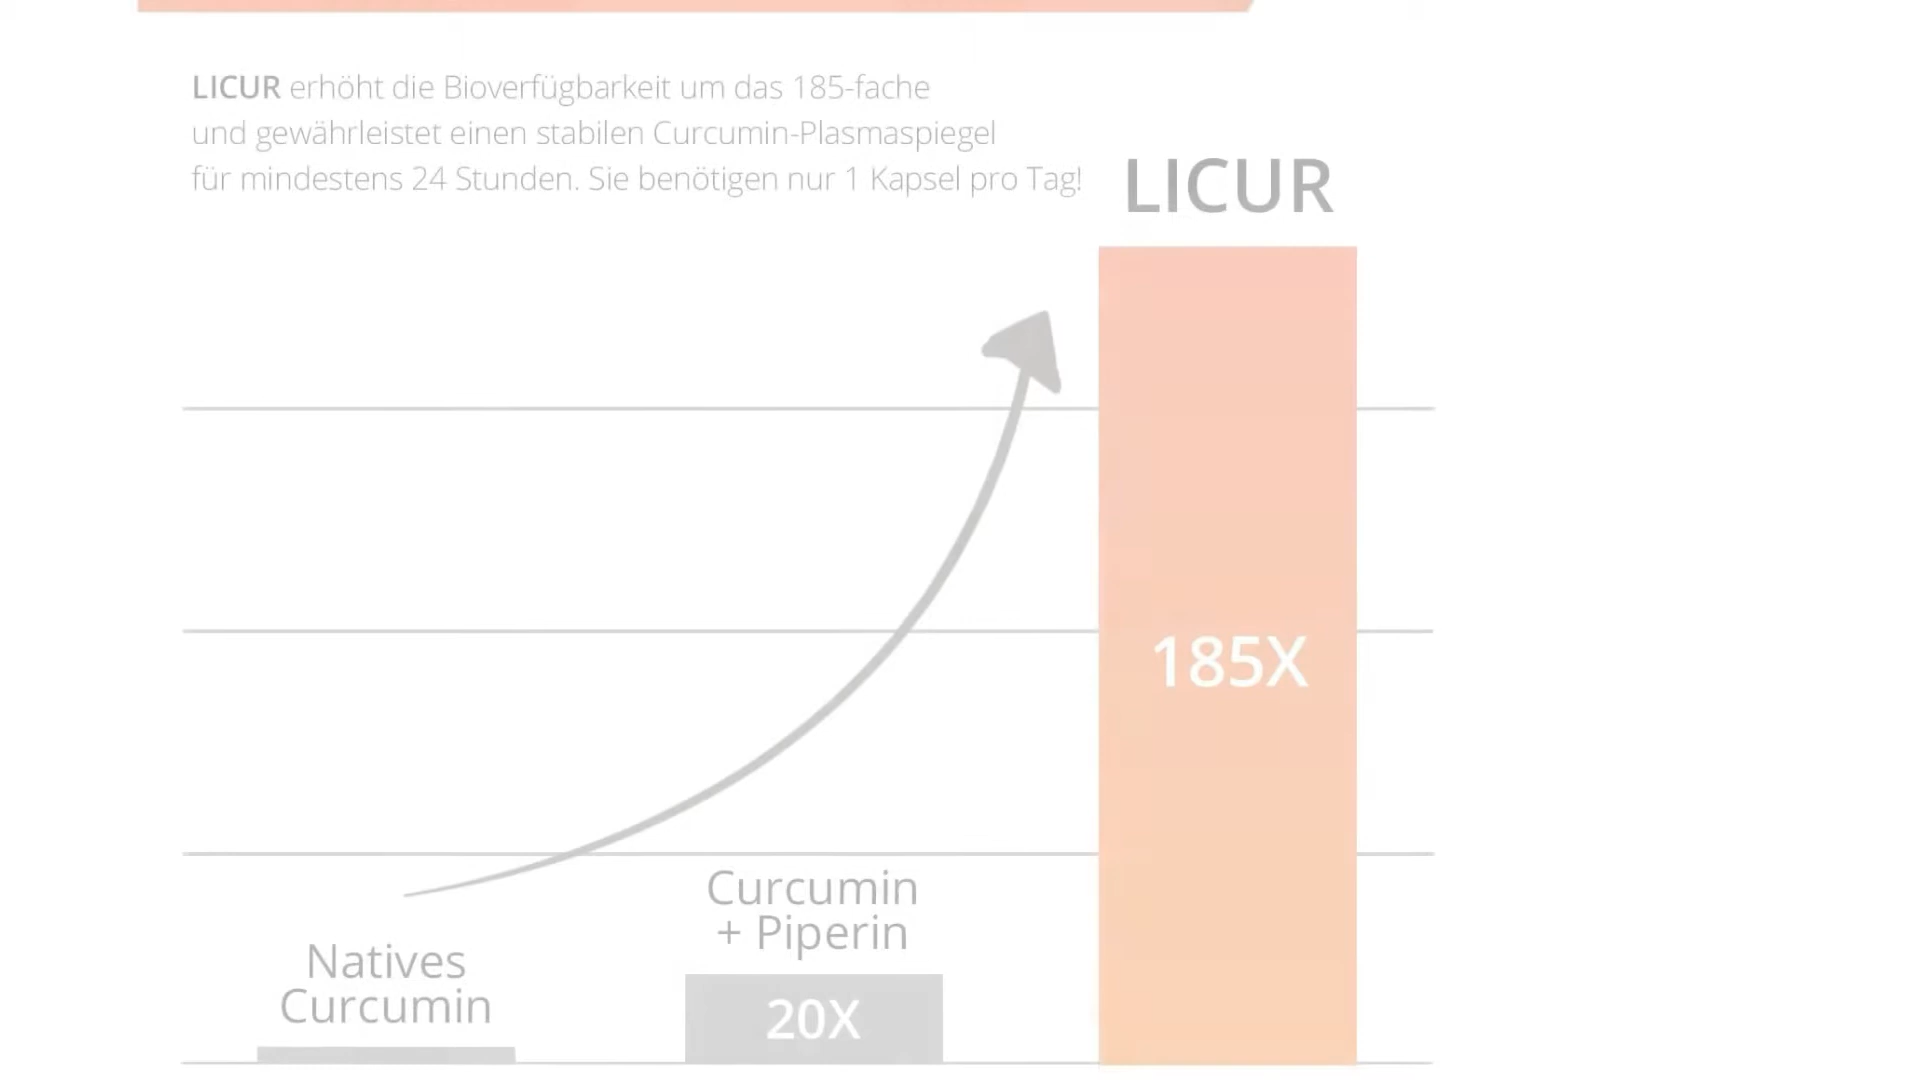 LICUR erhöht die Bioverfügbarkeit um das 185-fache
und gewährleistet einen stabilen Curcumin-Plasmaspiegel
für mindestens 24 Stunden. Sie benötigen nur 1 Kapsel pro Tag!
LICUR
185X
Curcumin
+ Piperin
20X
Natives
Curcumin